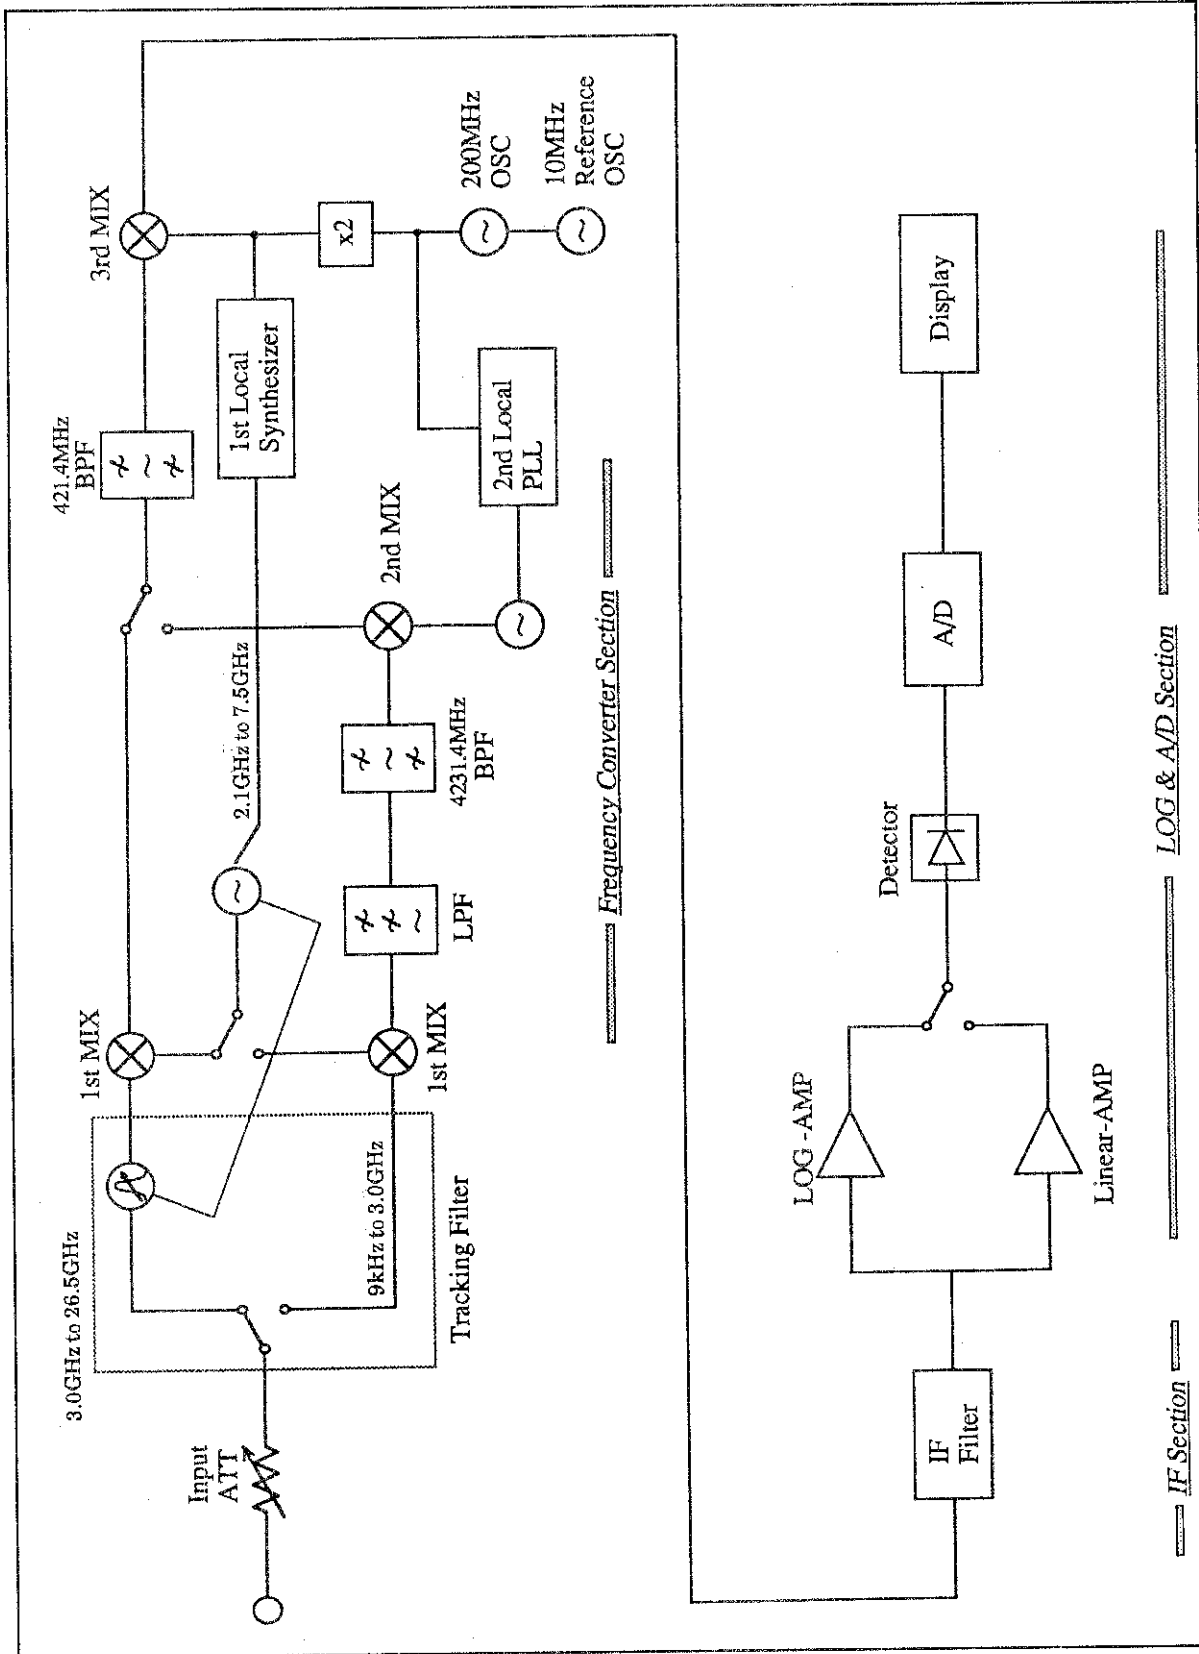 Input
ATT
3.0GHz to 26.5GHz
9kHz to 3.0GHz
Tracking Filter
1st MIX
1st MIX
LPF
2.1GHz to 7.5GHz
4231.4MHz
BPF
2nd MIX
421.4MHz
BPF
1st Local
Synthesizer
2nd Local
PLL
3rd MIX
x2
200MHz
OSC
10MHz
Reference
OSC
Frequency Converter Section
IF
Filter
LOG -AMP
Linear-AMP
Detector
A/D
Display
IF Section
LOG & A/D Section